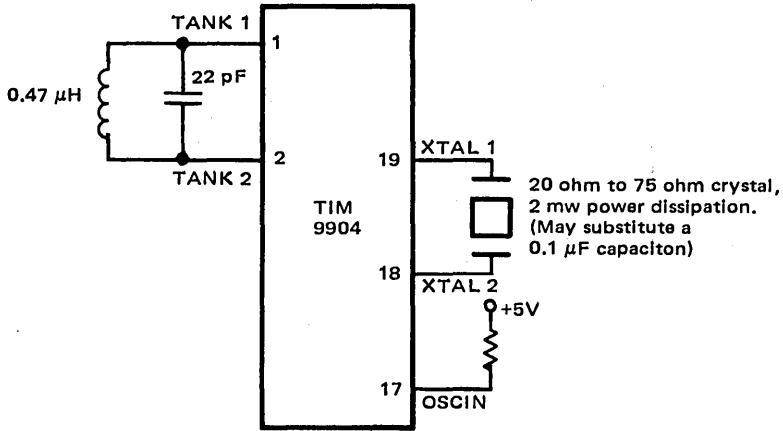 TANK 1
1
22 pF
0.47 μH
2
TANK 2
TIM
9904
19
XTAL 1
20 ohm to 75 ohm crystal,
2 mw power dissipation.
(May substitute a
0.1 μF capaciton)
18
XTAL 2
+5V
17
OSCIN